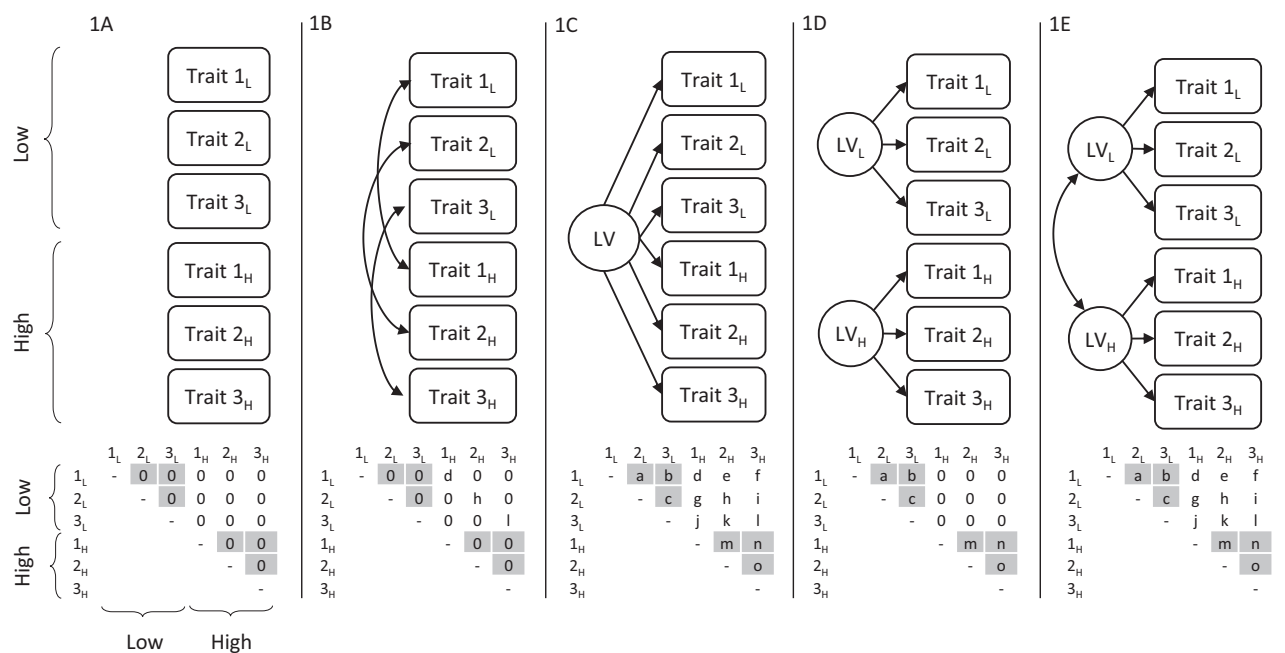 1A 1B 1C 1D 1E
Low
High
Trait 1L
Trait 2L
Trait 3L
Trait 1H
Trait 2H
Trait 3H
Trait 1L
Trait 2L
Trait 3L
Trait 1H
Trait 2H
Trait 3H
LV
Trait 1L
Trait 2L
Trait 3L
Trait 1H
Trait 2H
Trait 3H
LVL
LVH
Trait 1L
Trait 2L
Trait 3L
Trait 1H
Trait 2H
Trait 3H
LVL
LVH
Trait 1L
Trait 2L
Trait 3L
Trait 1H
Trait 2H
Trait 3H
Low
High
1L 2L 3L 1H 2H 3H
1L - 0 0 0 0 0
2L - 0 0 0 0
3L - 0 0 0
1H - 0 0
2H - 0
3H -
Low High
1L 2L 3L 1H 2H 3H
1L - 0 0 d 0 0
2L - 0 0 h 0
3L - 0 0 l
1H - 0 0
2H - 0
3H -
1L 2L 3L 1H 2H 3H
1L - a b d e f
2L - c g h i
3L - j k l
1H - m n
2H - o
3H -
1L 2L 3L 1H 2H 3H
1L - a b 0 0 0
2L - c 0 0 0
3L - 0 0 0
1H - m n
2H - o
3H -
1L 2L 3L 1H 2H 3H
1L - a b d e f
2L - c g h i
3L - j k l
1H - m n
2H - o
3H -